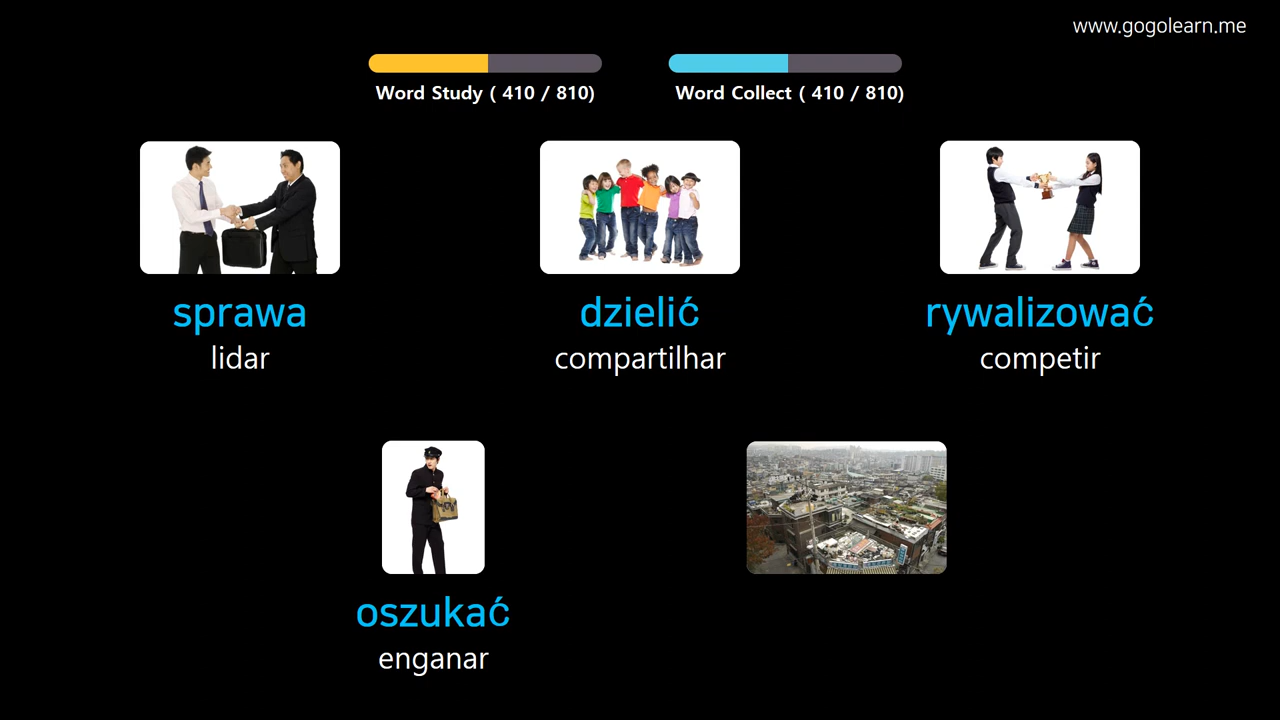 www.gogolearn.me
Word Study ( 410 / 810)
Word Collect ( 410 / 810)
sprawa
lidar
dzielić
compartilhar
rywalizować
competir
oszukać
enganar